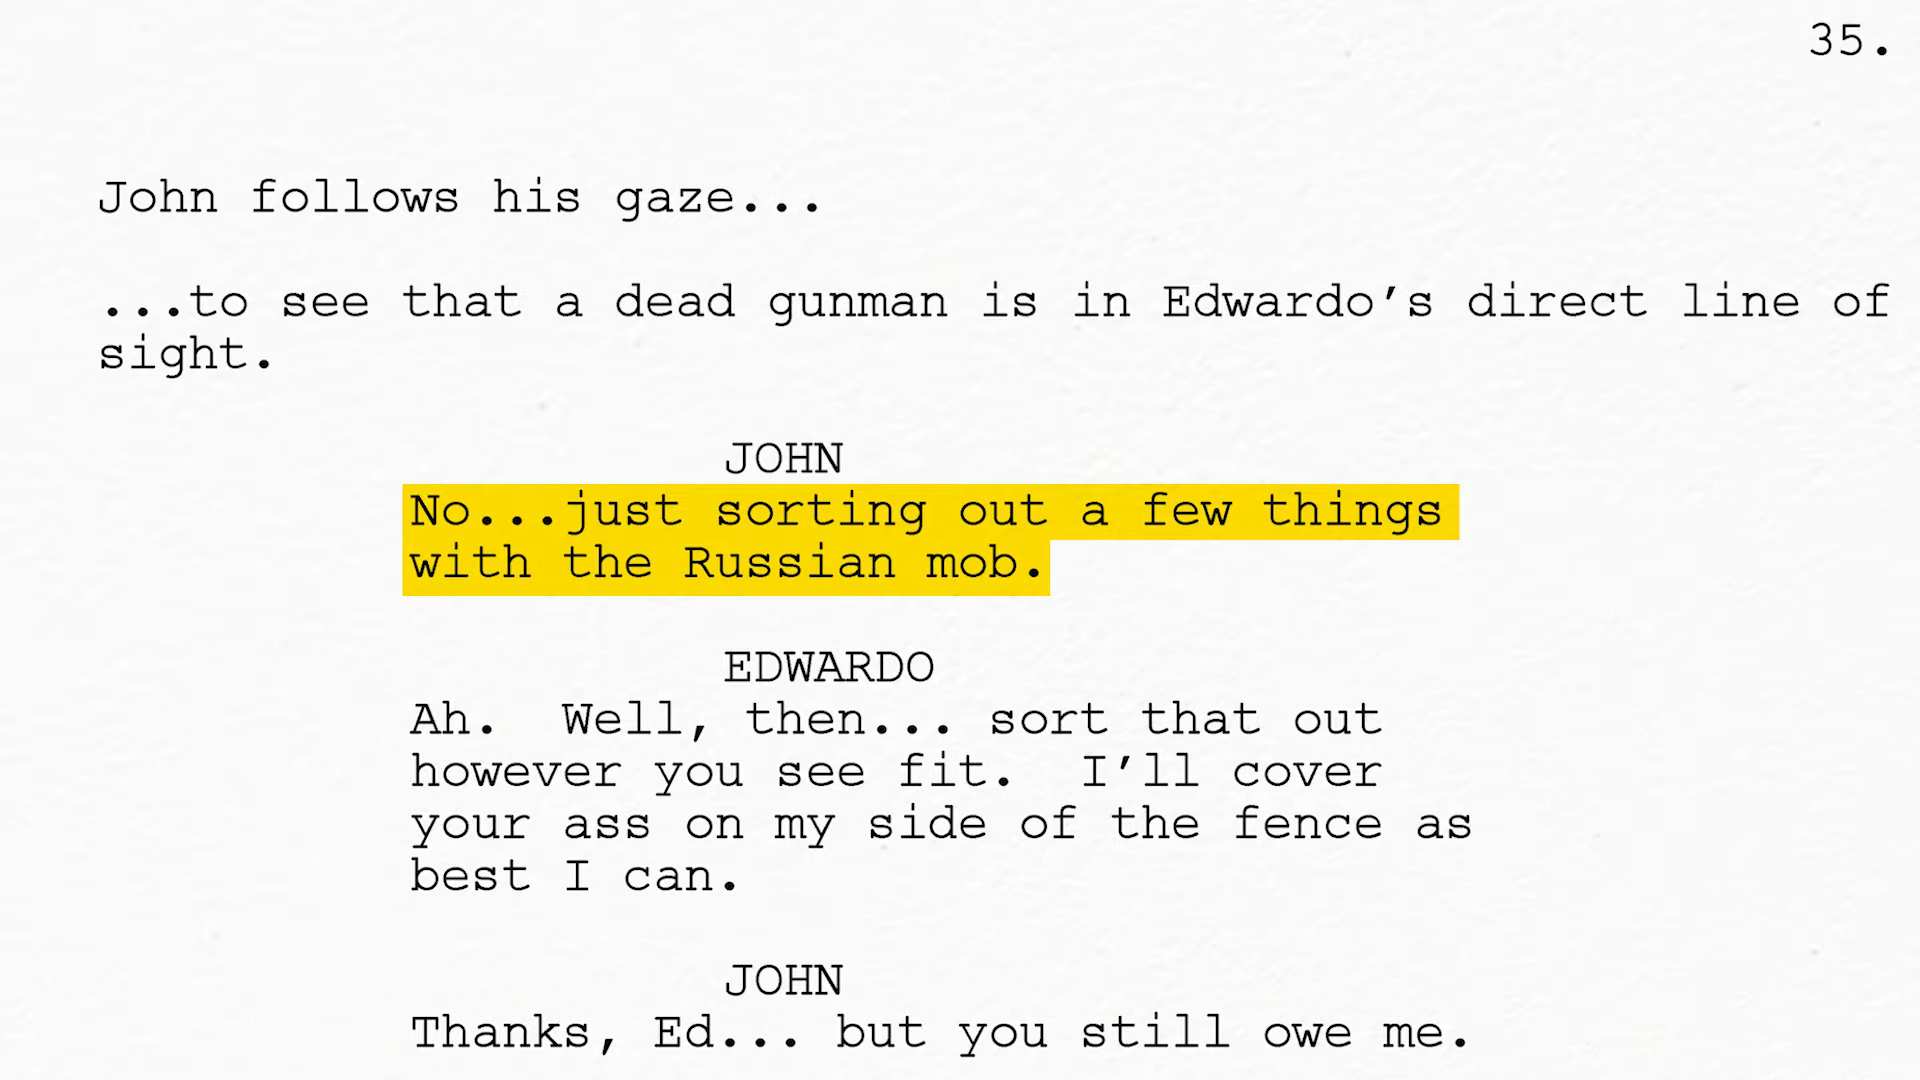 35.
John follows his gaze...
...to see that a dead gunman is in Edwardo’s direct line of
sight.
JOHN
No...just sorting out a few things
with the Russian mob.
EDWARDO
Ah.  Well, then... sort that out
however you see fit.  I’ll cover
your ass on my side of the fence as
best I can.
JOHN
Thanks, Ed... but you still owe me.